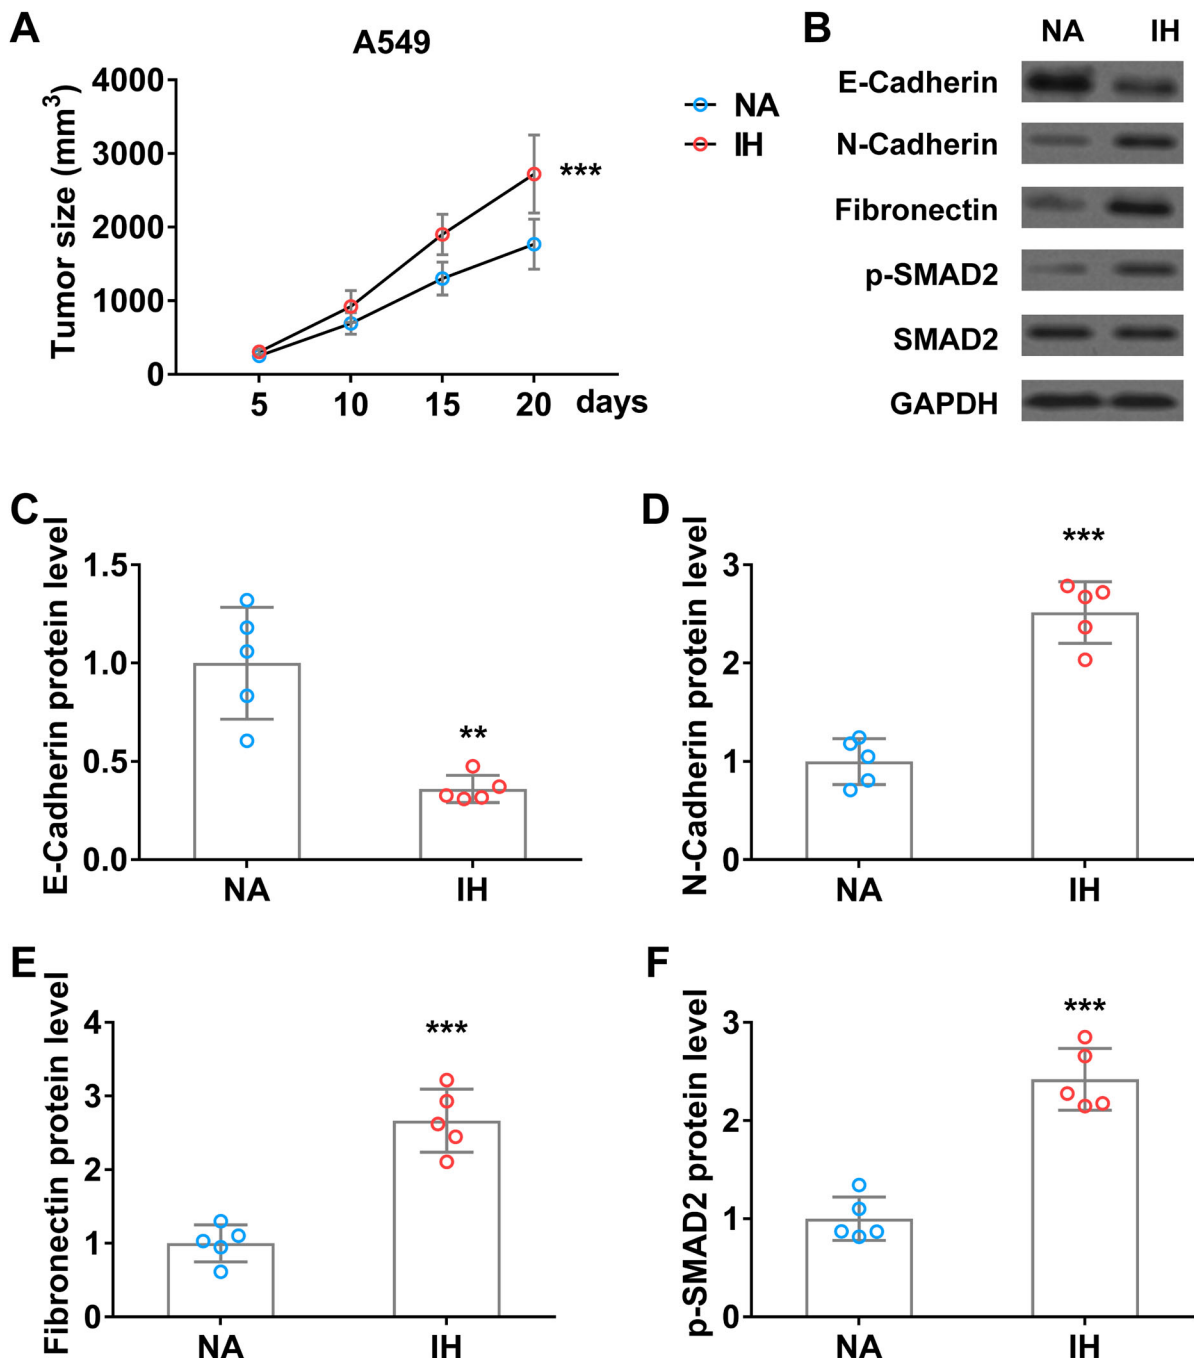 A
A549
Tumor size (mm³)
4000
3000
2000
1000
0
5 10 15 20 days
***
NA
IH
B
NA IH
E-Cadherin
N-Cadherin
Fibronectin
p-SMAD2
SMAD2
GAPDH
C
E-Cadherin protein level
1.5
1.0
0.5
0.0
**
NA IH
D
N-Cadherin protein level
3
2
1
0
***
NA IH
E
Fibronectin protein level
4
3
2
1
0
***
NA IH
F
p-SMAD2 protein level
3
2
1
0
***
NA IH